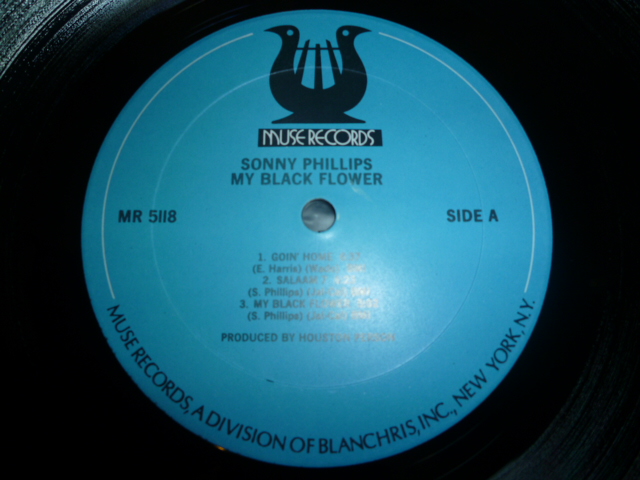 MUSE RECORDS
SONNY PHILLIPS
MY BLACK FLOWER
MR 5118
SIDE A
1. GOIN' HOME
(E. Harris)
2. SALAAM
(S. Phillips)
3. MY BLACK FLOWER
(S. Phillips)
PRODUCED BY HOUSTON PERSON
MUSE RECORDS, A DIVISION OF BLANCHRIS, INC., NEW YORK, N.Y.